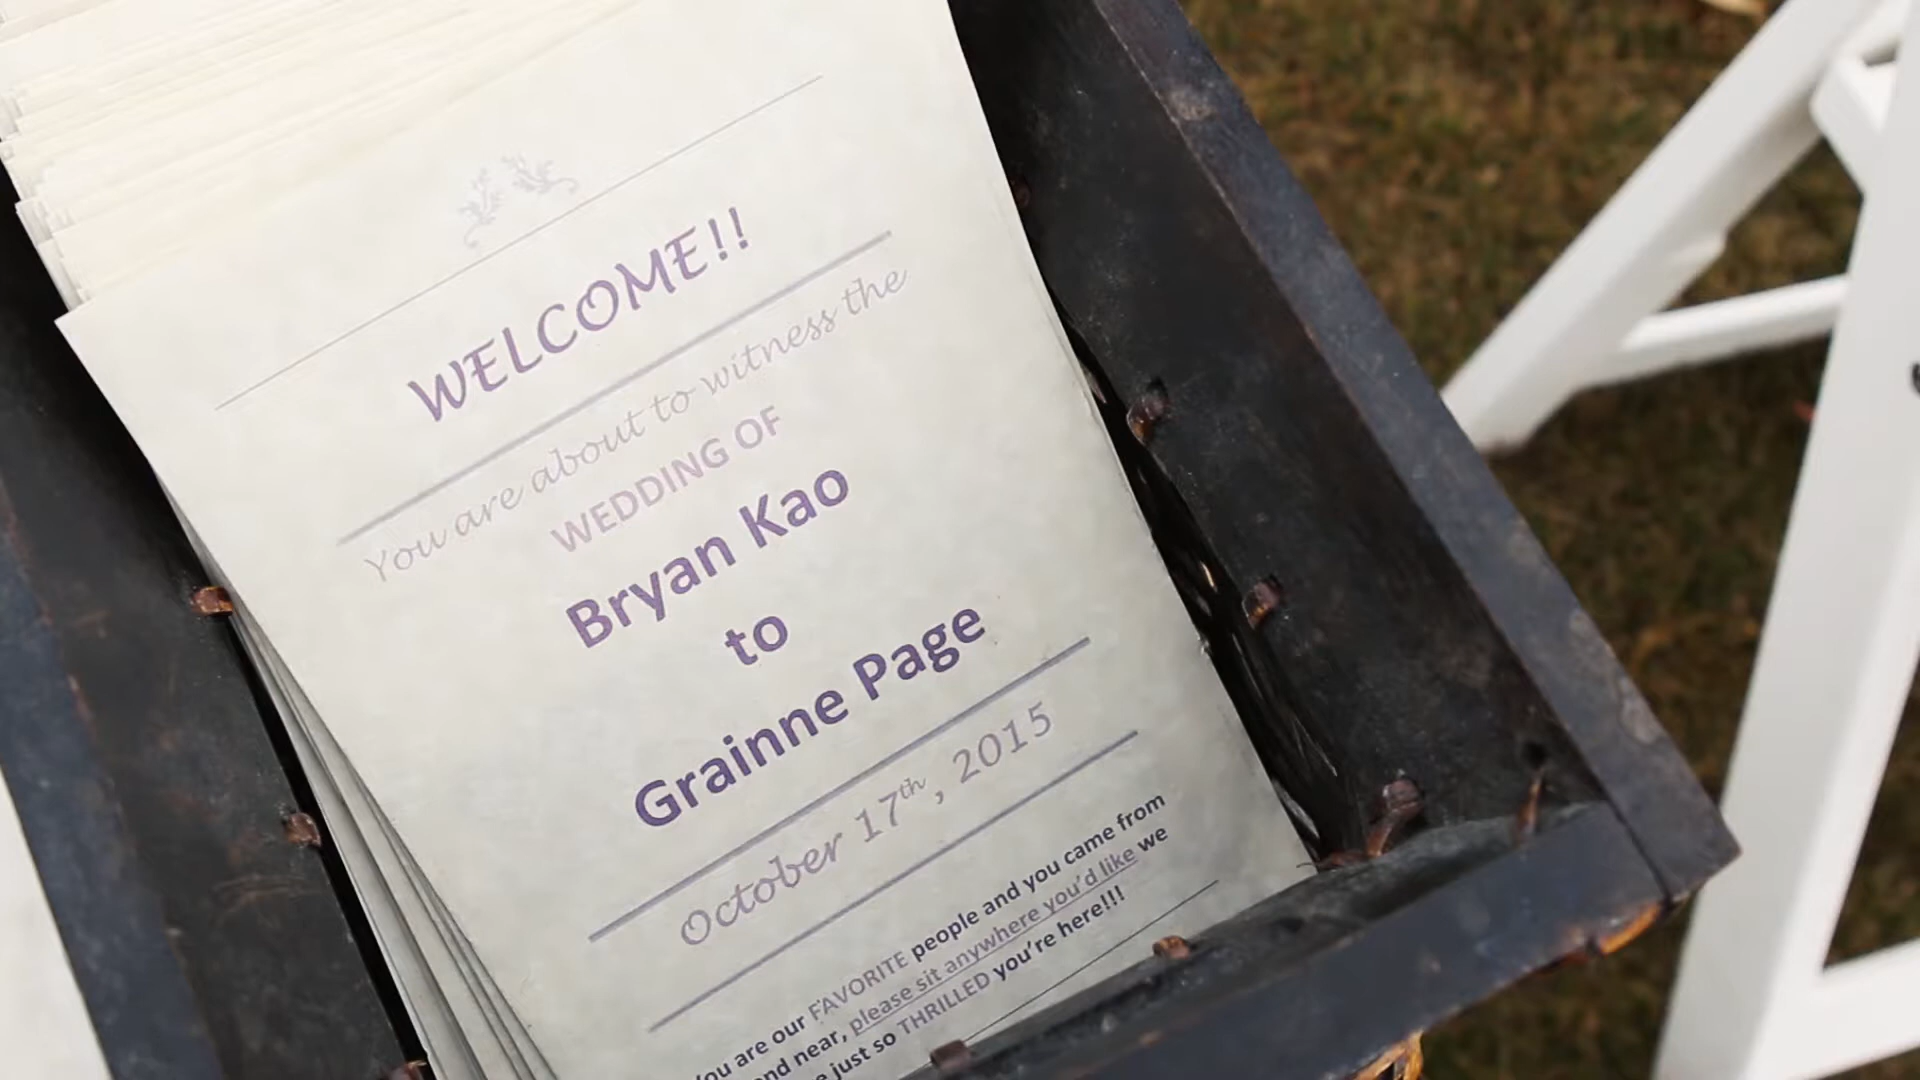 WELCOME!!
You are about to witness the
WEDDING OF
Bryan Kao
to
Grainne Page
October 17th, 2015
ou are our FAVORITE people and you came from
nd near, please sit anywhere you'd like we
just so THRILLED you're here!!!